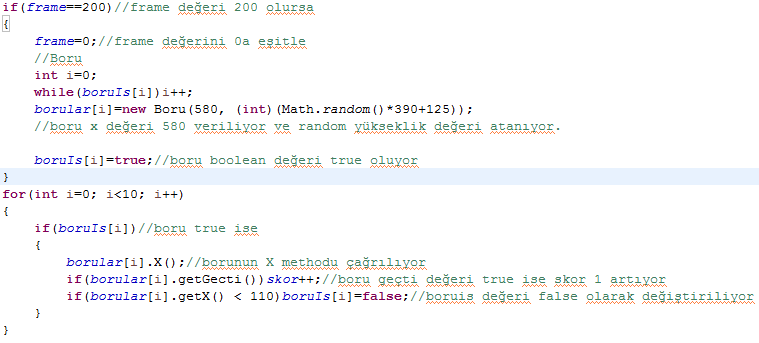 if(frame==200)//frame değeri 200 olursa
{
frame=0;//frame değerini 0a eşitle
//Boru
int i=0;
while(boruIs[i])i++;
borular[i]=new Boru(580, (int)(Math.random()*390+125));
//boru x değeri 580 veriliyor ve random yükseklik değeri atanıyor.
boruIs[i]=true;//boru boolean değeri true oluyor
}
for(int i=0; i<10; i++)
{
if(boruIs[i])//boru true ise
{
borular[i].X();//borunun X methodu çağrılıyor
if(borular[i].getGecti())skor++;//boru geçti değeri true ise skor 1 artıyor
if(borular[i].getX() < 110)boruIs[i]=false;//boruis değeri false olarak değiştiriliyor
}
}